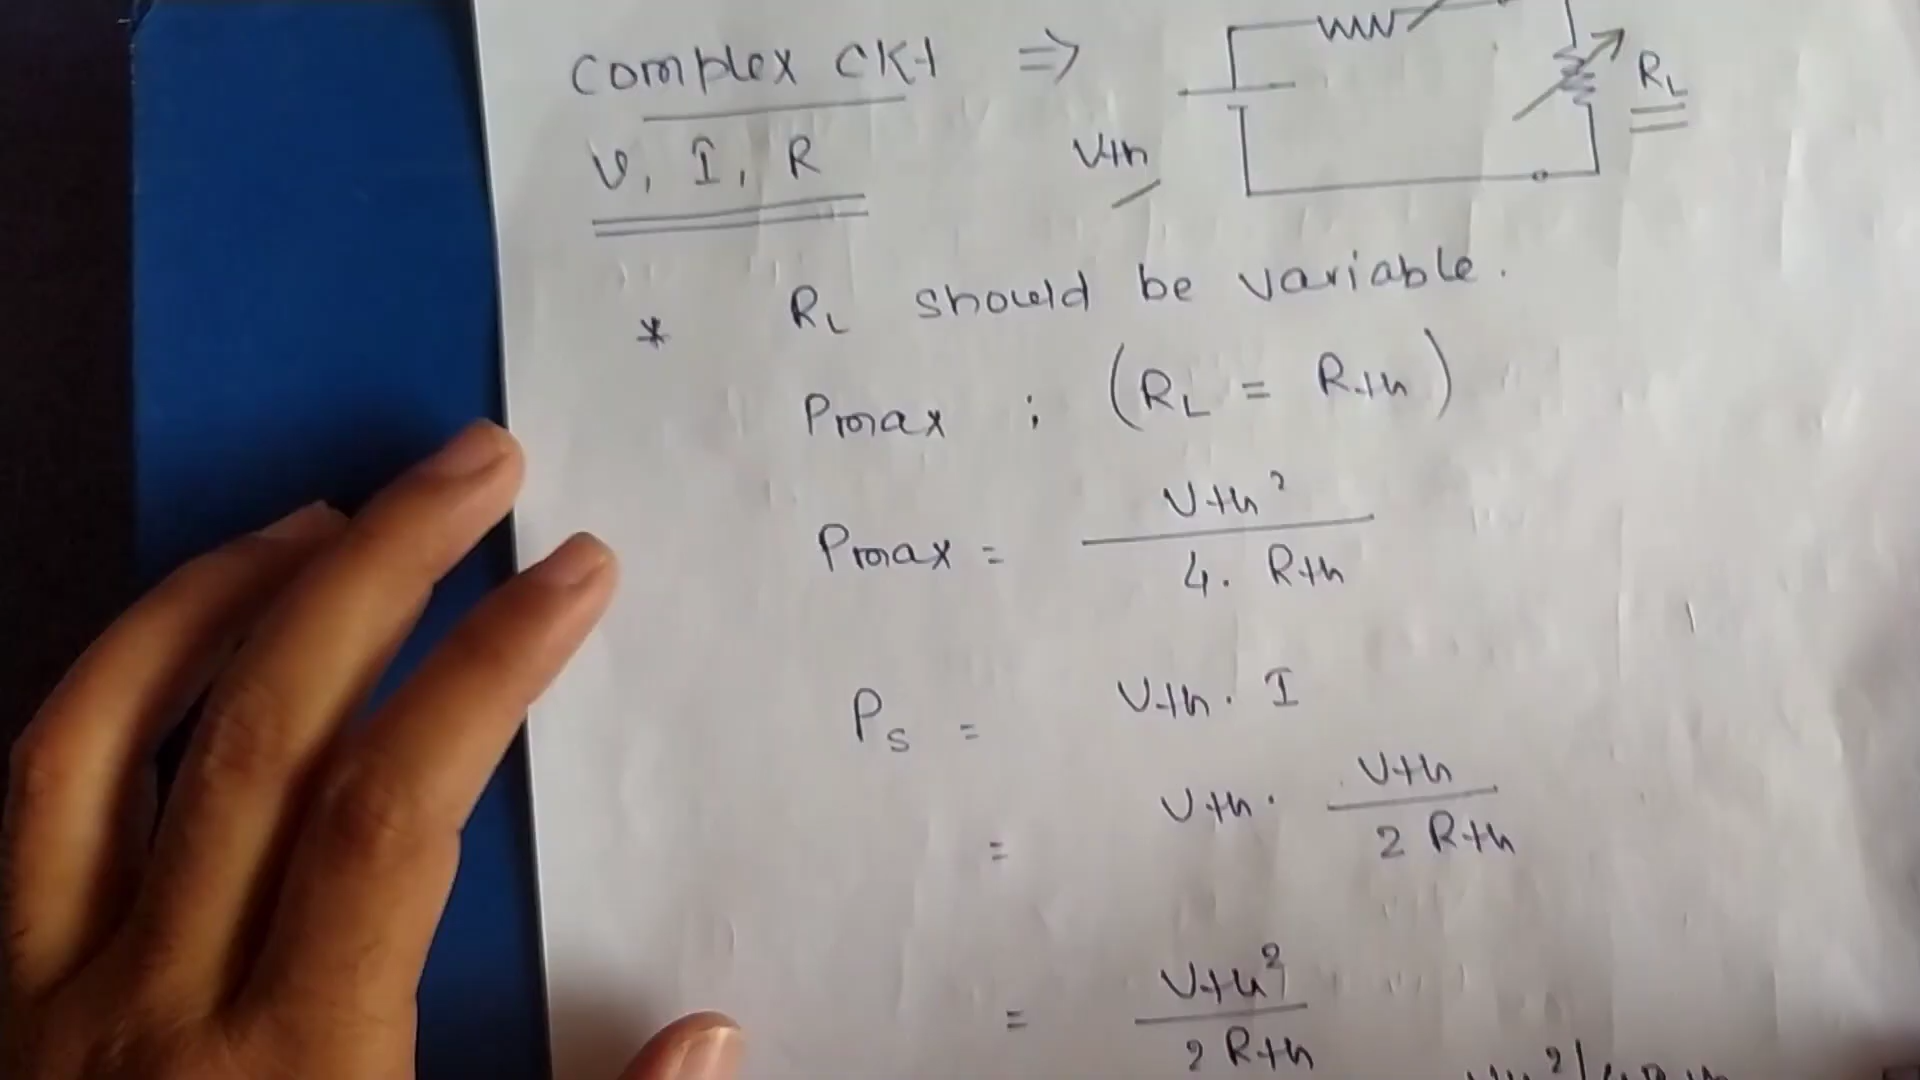 complex ckt ⇒
V, I, R
Vth
RL
* RL should be variable.
Pmax : (RL = Rth)
Pmax = Vth² / 4. Rth
Ps = Vth. I
= Vth. Vth / 2 Rth
= Vth² / 2 Rth